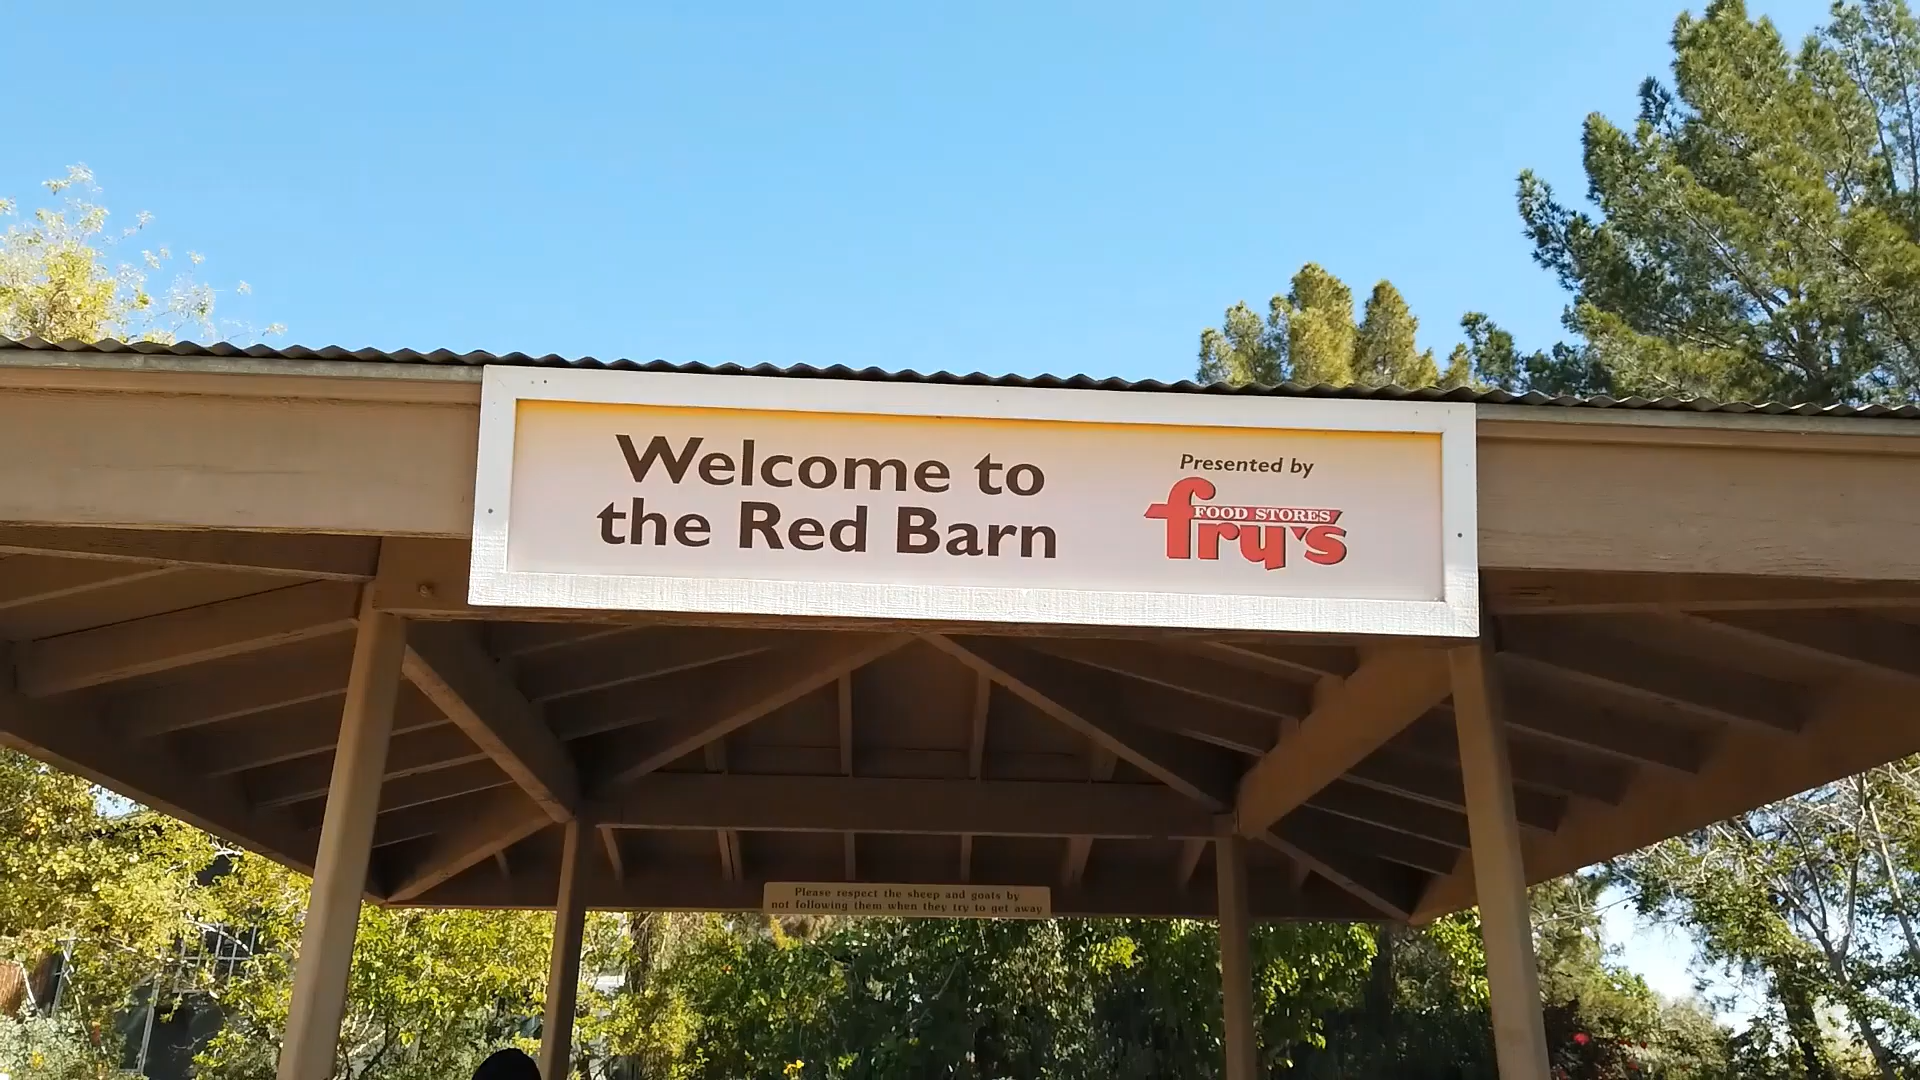 Welcome to
the Red Barn
Presented by
FOOD STORES
fry's
Please respect the sheep and goats by
not following them when they try to get away